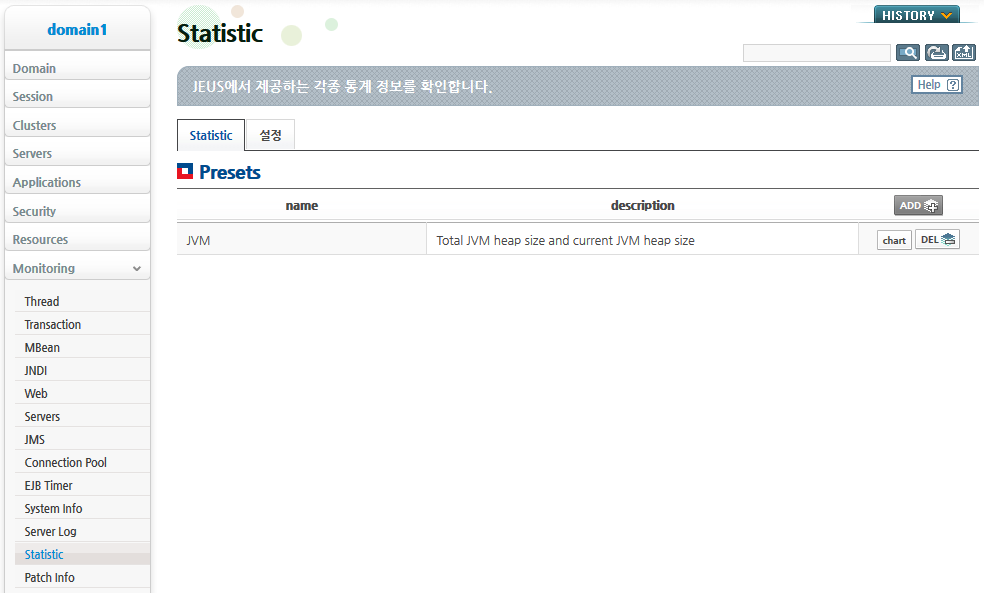 domain1
Domain
Session
Clusters
Servers
Applications
Security
Resources
Monitoring
Thread
Transaction
MBean
JNDI
Web
Servers
JMS
Connection Pool
EJB Timer
System Info
Server Log
Statistic
Patch Info
Statistic
HISTORY
XML
JEUS에서 제공하는 각종 통계 정보를 확인합니다.
Help ?
Statistic 설정
Presets
name description ADD
JVM Total JVM heap size and current JVM heap size chart DEL